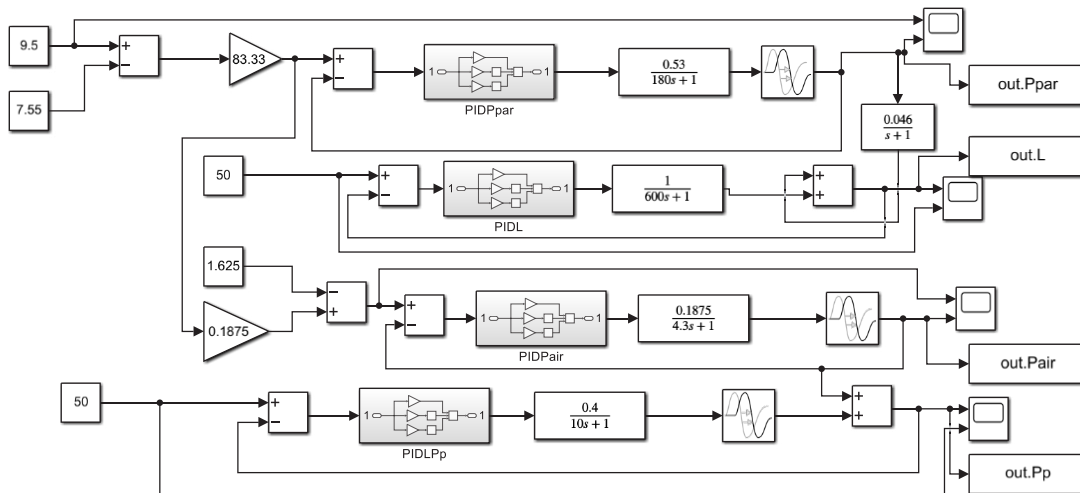 9.5
+
−
83.33
+
−
1
1
PIDPpar
0.53
180s + 1
out.Ppar
7.55
0.046
s + 1
50
+
−
1
1
PIDL
1
600s + 1
+
+
out.L
1.625
−
+
0.1875
+
−
1
1
PIDPair
0.1875
4.3s + 1
out.Pair
50
+
−
1
1
PIDLPp
0.4
10s + 1
+
+
out.Pp